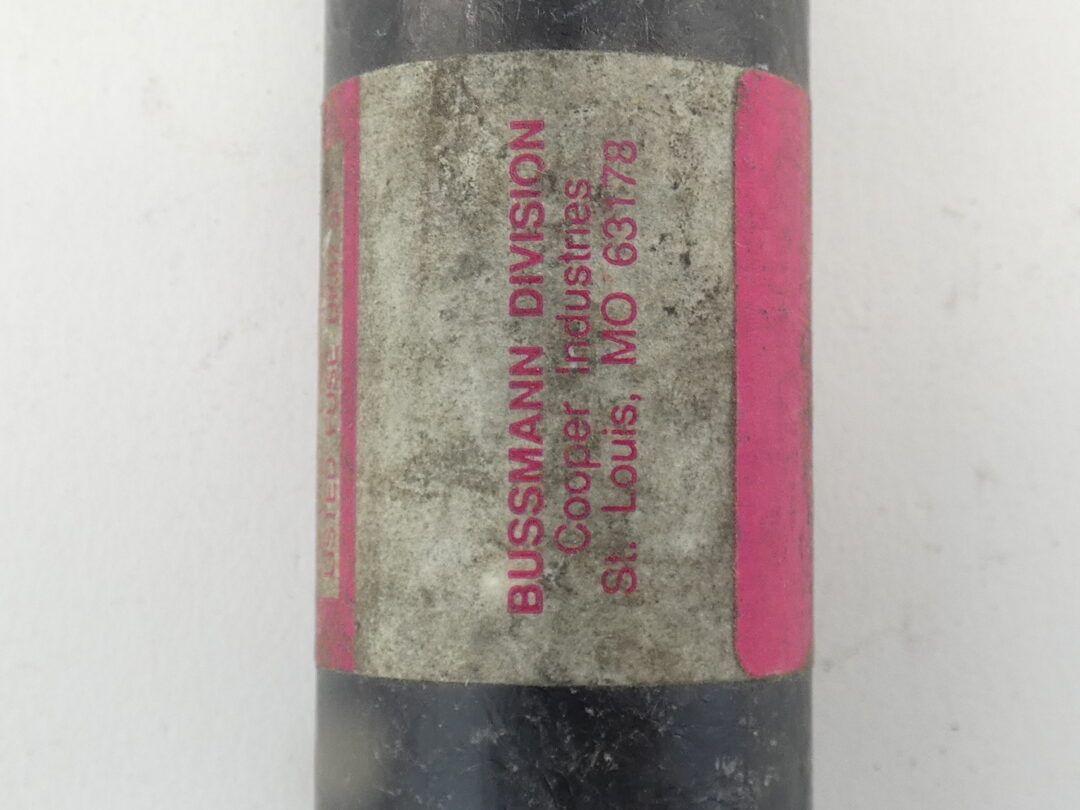 LISTED FUSE
BUSSMANN DIVISION
Cooper Industries
St. Louis, MO 63178